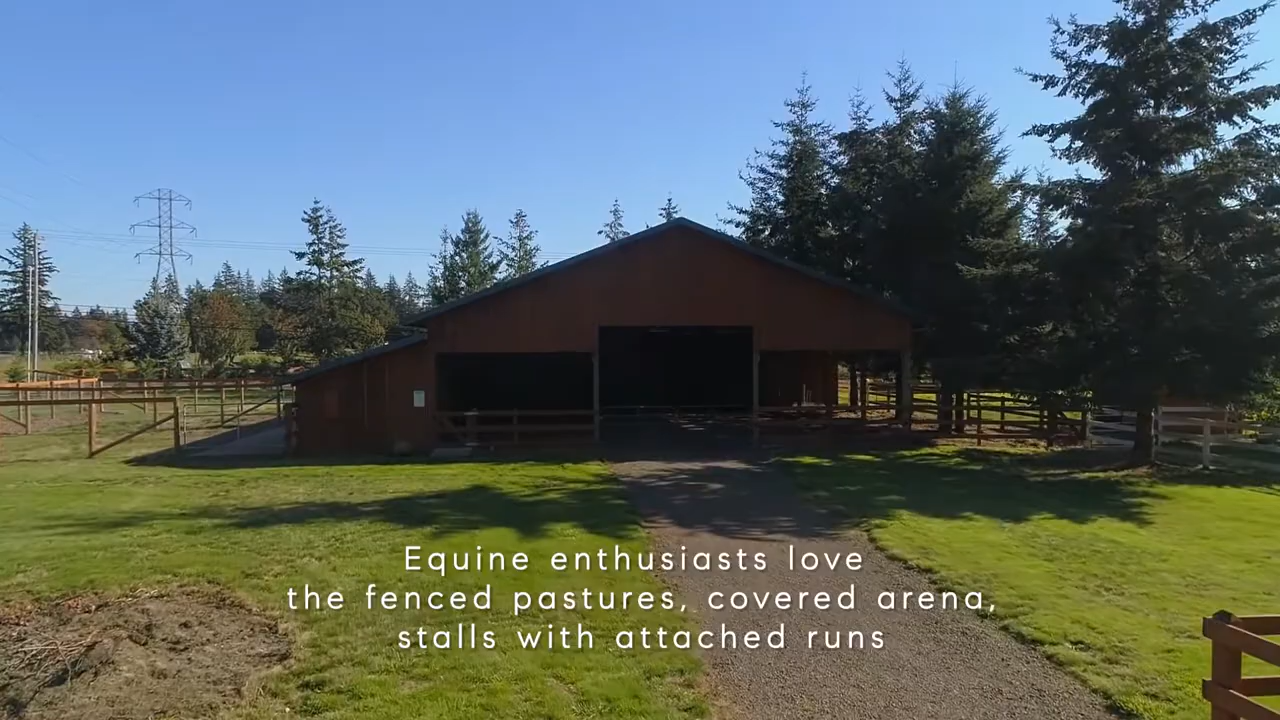 Equine enthusiasts love
the fenced pastures, covered arena,
stalls with attached runs